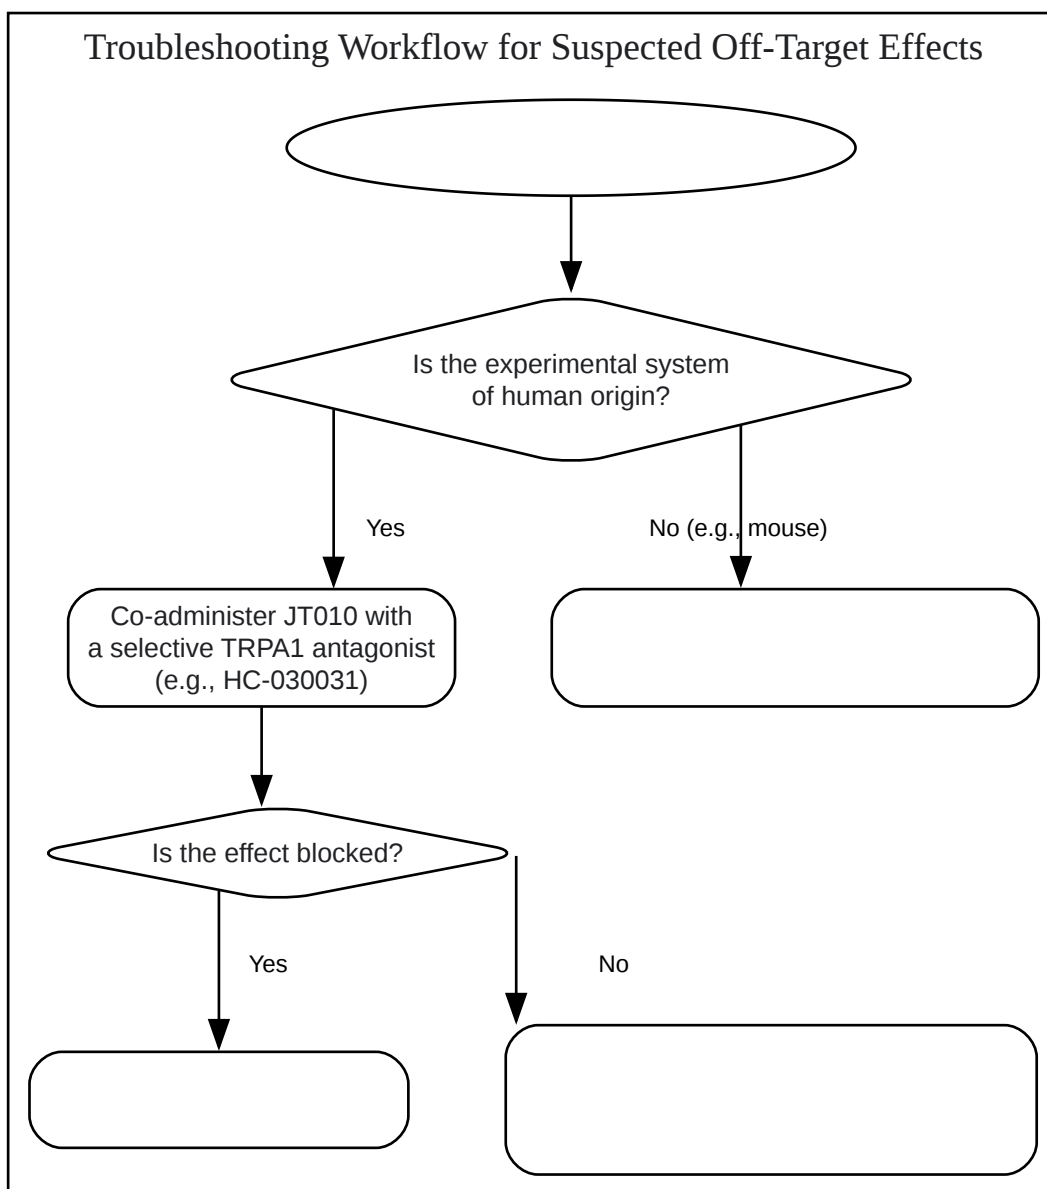 Troubleshooting Workflow for Suspected Off-Target Effects
Is the experimental system
of human origin?
Yes
No (e.g., mouse)
Co-administer JT010 with
a selective TRPA1 antagonist
(e.g., HC-030031)
Is the effect blocked?
Yes
No